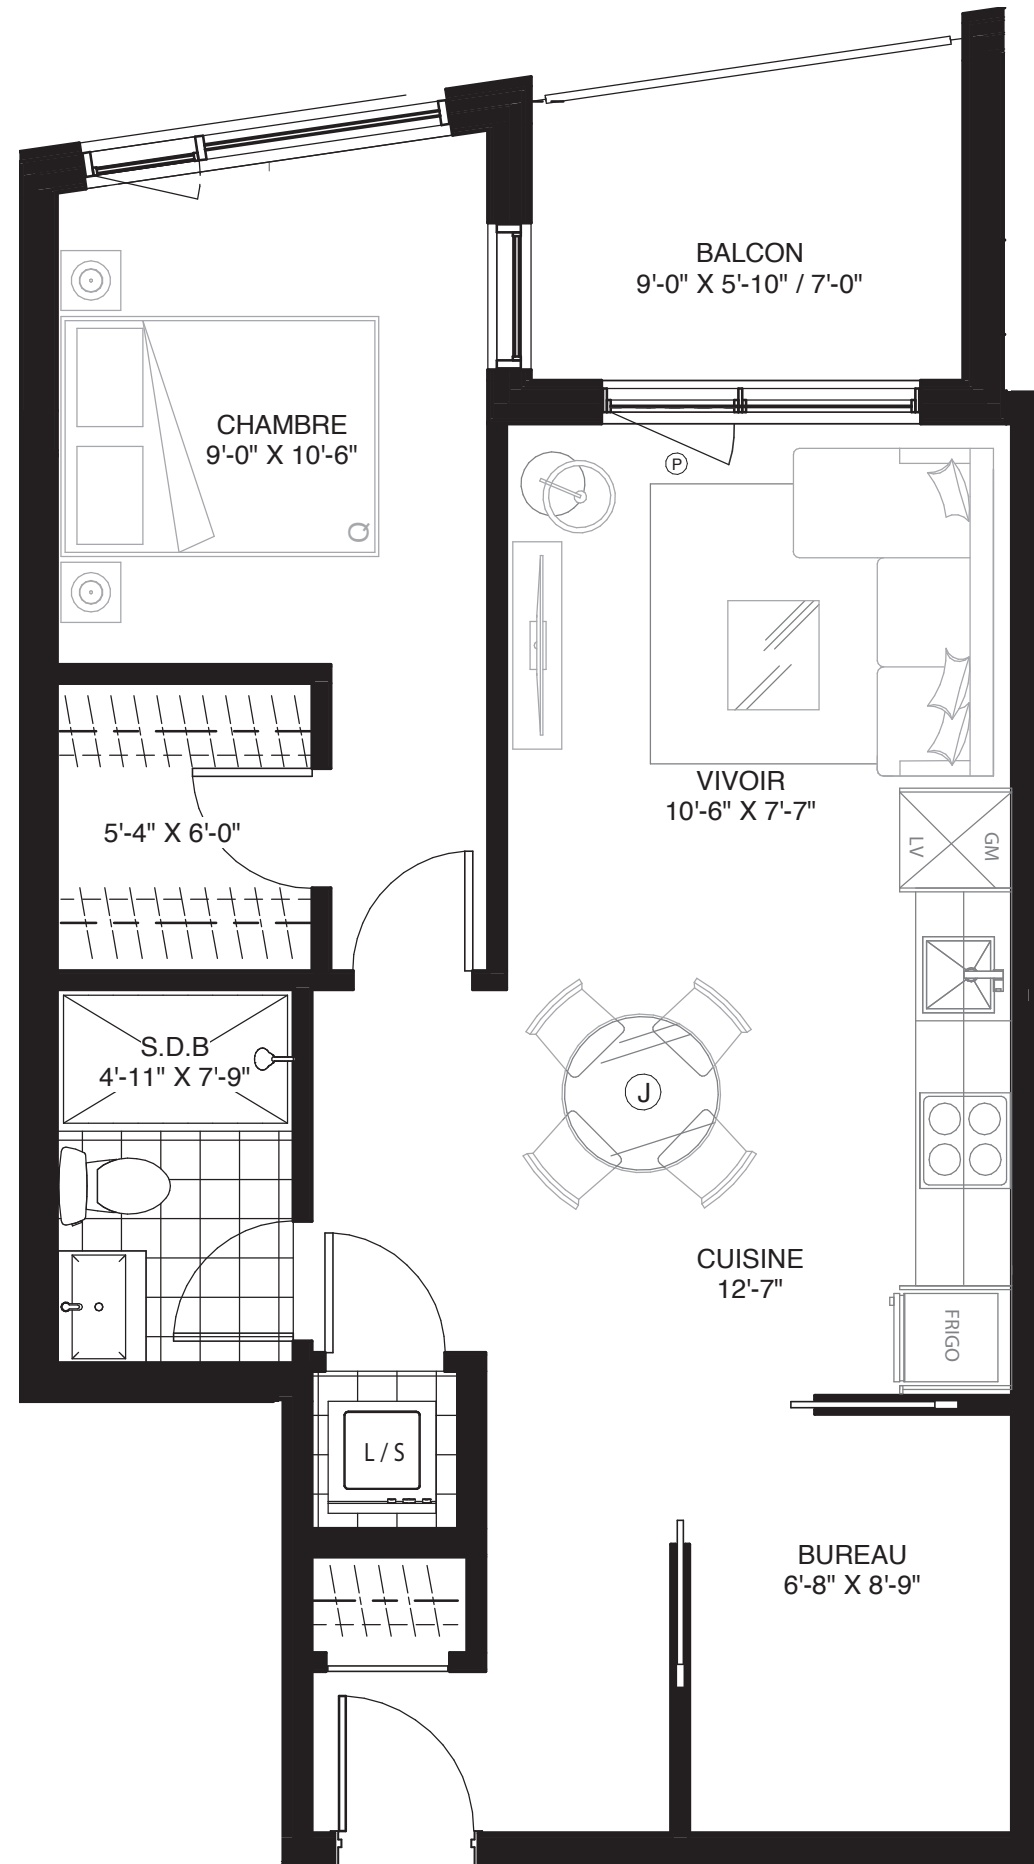 BALCON
9'-0" X 5'-10" / 7'-0"
CHAMBRE
9'-0" X 10'-6"
Q
P
VIVOIR
10'-6" X 7'-7"
5'-4" X 6'-0"
LV
GM
S.D.B
4'-11" X 7'-9"
J
CUISINE
12'-7"
FRIGO
L / S
BUREAU
6'-8" X 8'-9"